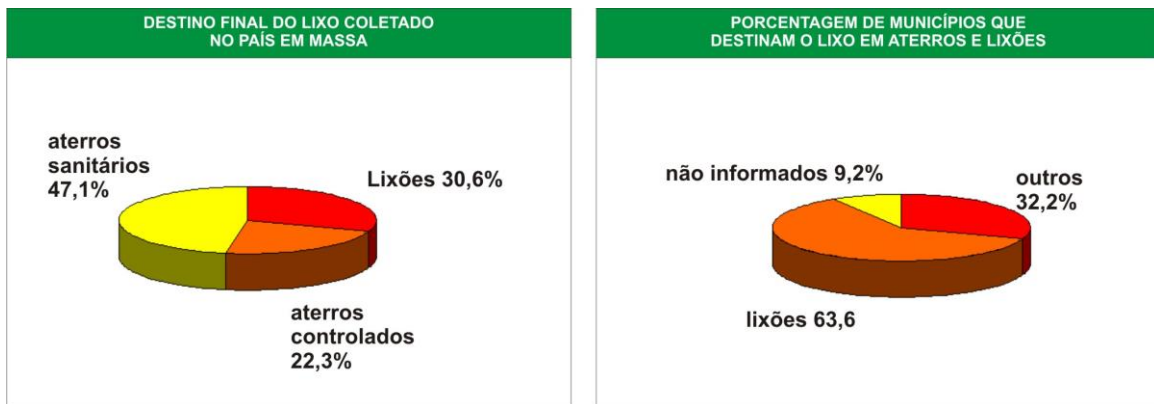 DESTINO FINAL DO LIXO COLETADO
NO PAÍS EM MASSA
aterros
sanitários
47,1%
Lixões 30,6%
aterros
controlados
22,3%
PORCENTAGEM DE MUNICÍPIOS QUE
DESTINAM O LIXO EM ATERROS E LIXÕES
não informados 9,2%
outros
32,2%
lixões 63,6